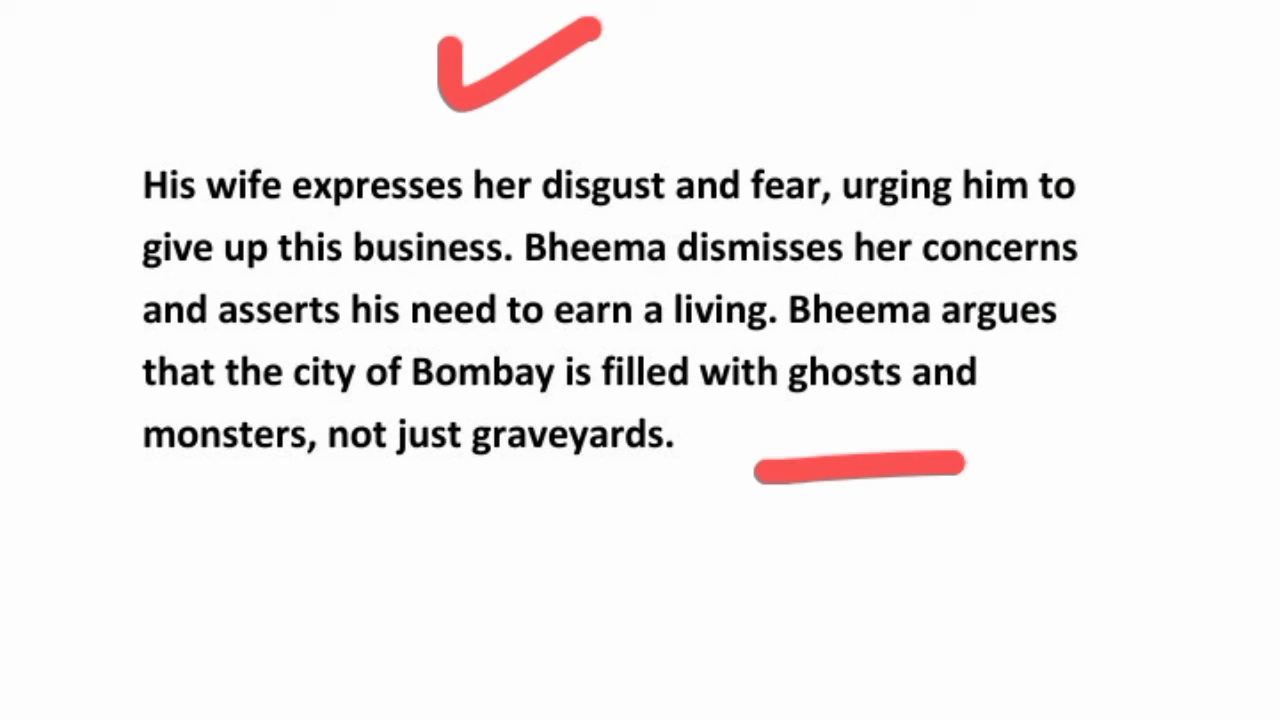 His wife expresses her disgust and fear, urging him to
give up this business. Bheema dismisses her concerns
and asserts his need to earn a living. Bheema argues
that the city of Bombay is filled with ghosts and
monsters, not just graveyards.